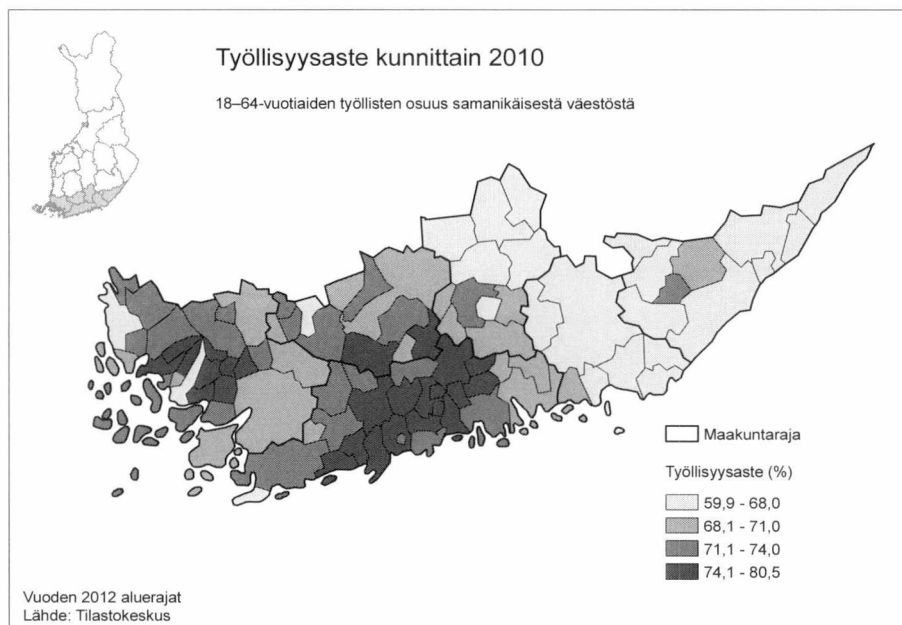 Työllisyysaste kunnittain 2010
18–64-vuotiaiden työllisten osuus samanikäisestä väestöstä
Maakuntaraja
Työllisyysaste (%)
59,9 - 68,0
68,1 - 71,0
71,1 - 74,0
74,1 - 80,5
Vuoden 2012 aluerajat
Lähde: Tilastokeskus